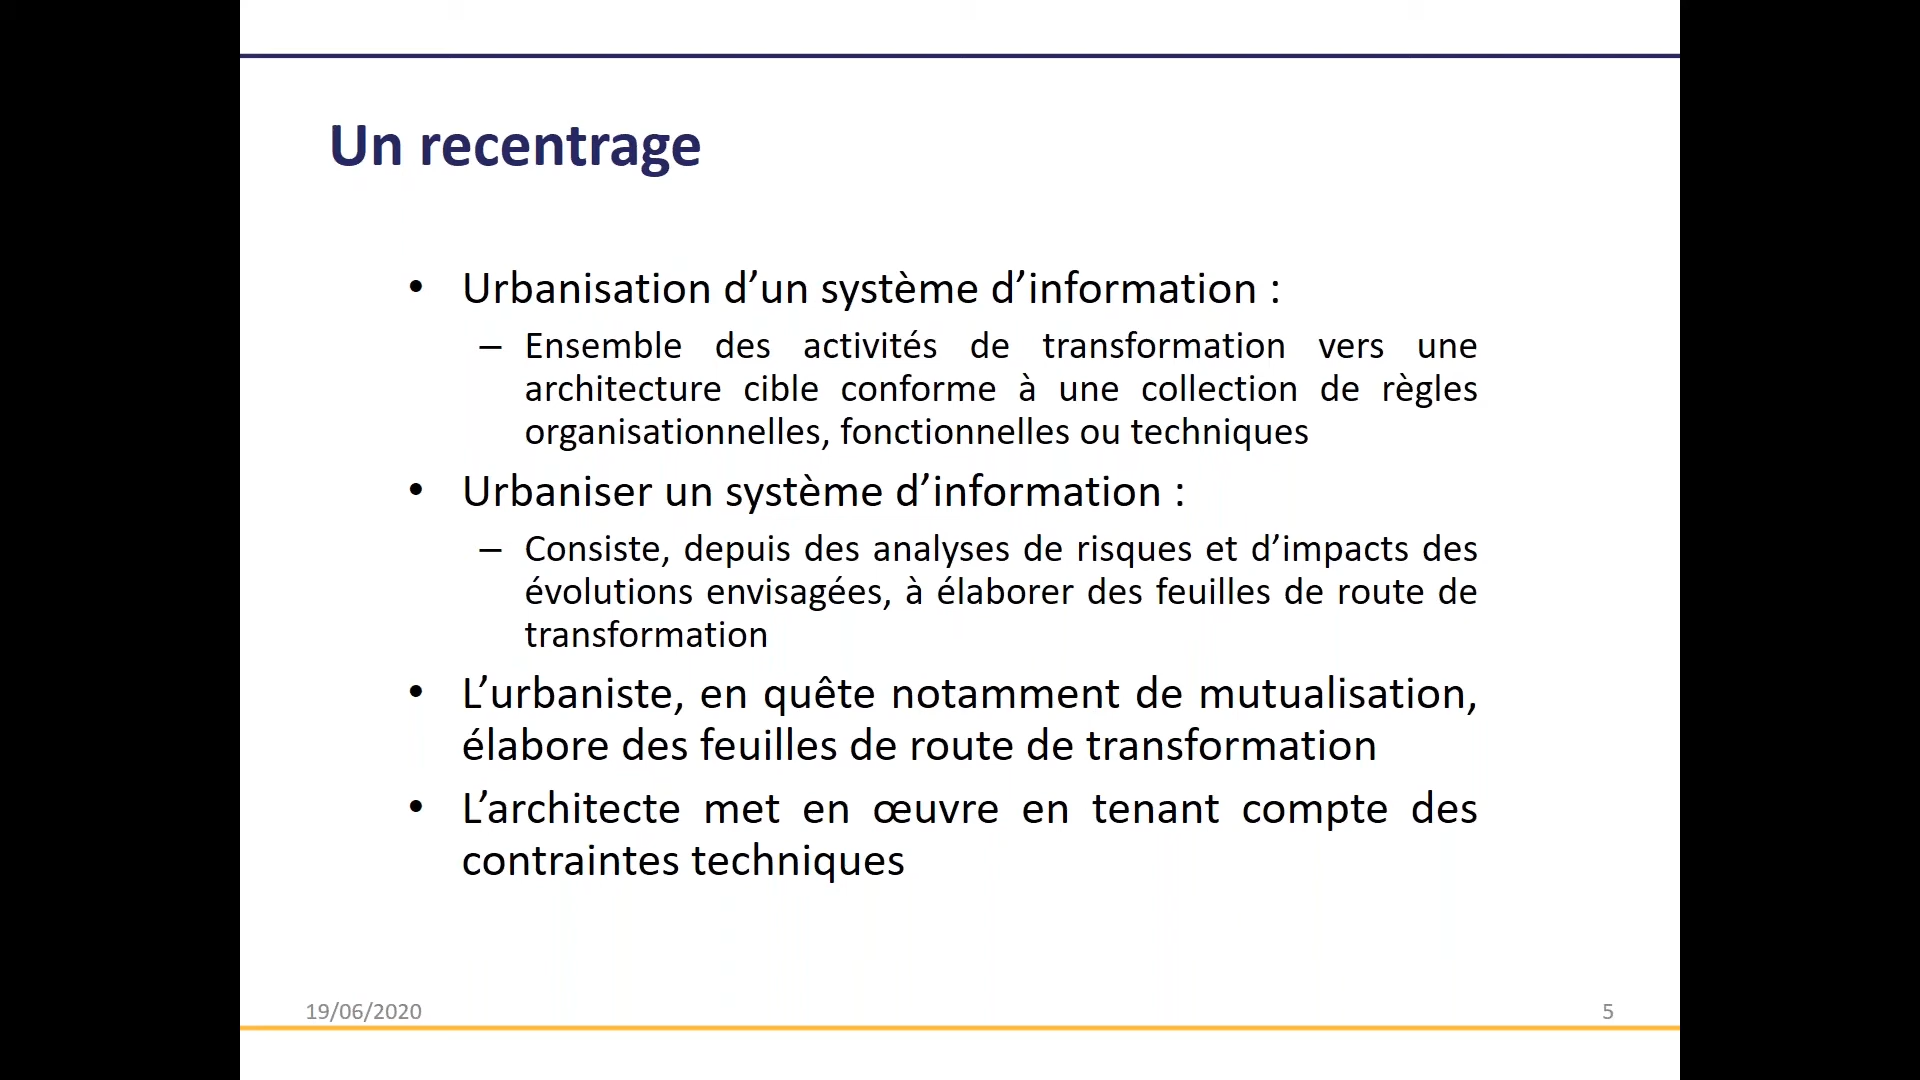 Un recentrage
• Urbanisation d’un système d’information :
– Ensemble des activités de transformation vers une
architecture cible conforme à une collection de règles
organisationnelles, fonctionnelles ou techniques
• Urbaniser un système d’information :
– Consiste, depuis des analyses de risques et d’impacts des
évolutions envisagées, à élaborer des feuilles de route de
transformation
• L’urbaniste, en quête notamment de mutualisation,
élabore des feuilles de route de transformation
• L’architecte met en œuvre en tenant compte des
contraintes techniques
19/06/2020
5